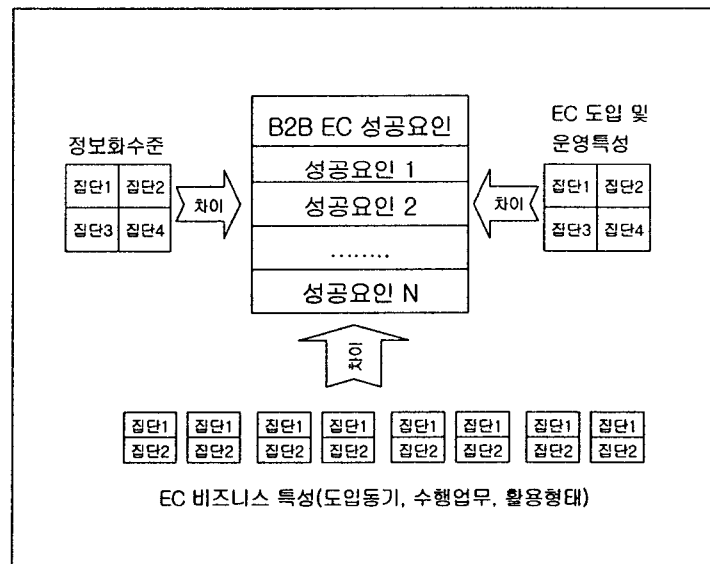 B2B EC 성공요인
성공요인 1
성공요인 2
........
성공요인 N
정보화수준
집단1 집단2
집단3 집단4
차이
EC 도입 및
운영특성
집단1 집단2
집단3 집단4
차이
차이
집단1 집단1 집단1 집단1 집단1 집단1 집단1 집단1
집단2 집단2 집단2 집단2 집단2 집단2 집단2 집단2
EC 비즈니스 특성(도입동기, 수행업무, 활용형태)